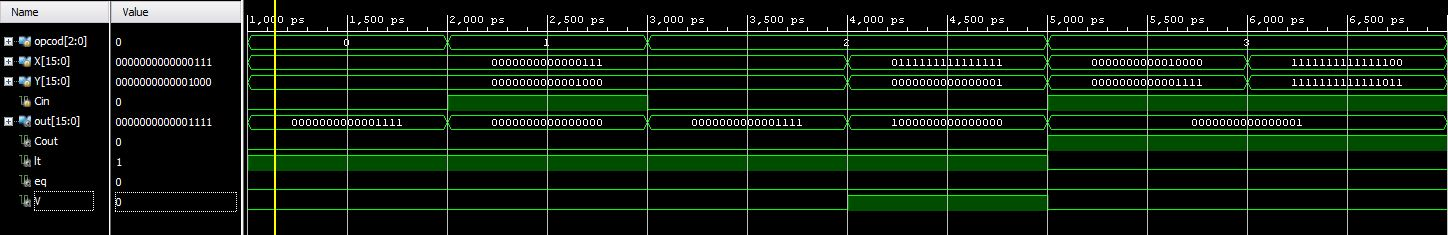 Name Value 1,000 ps 1,500 ps 2,000 ps 2,500 ps 3,000 ps 3,500 ps 4,000 ps 4,500 ps 5,000 ps 5,500 ps 6,000 ps 6,500 ps
opcod[2:0] 0 0 1 2 3
X[15:0] 0000000000000111 0000000000000111 0111111111111111 0000000000010000 1111111111111100
Y[15:0] 0000000000001000 0000000000001000 0000000000000001 0000000000001111 1111111111111011
Cin 0
out[15:0] 0000000000001111 0000000000001111 0000000000000000 0000000000001111 1000000000000000 0000000000000001
Cout 0
lt 1
eq 0
V 0